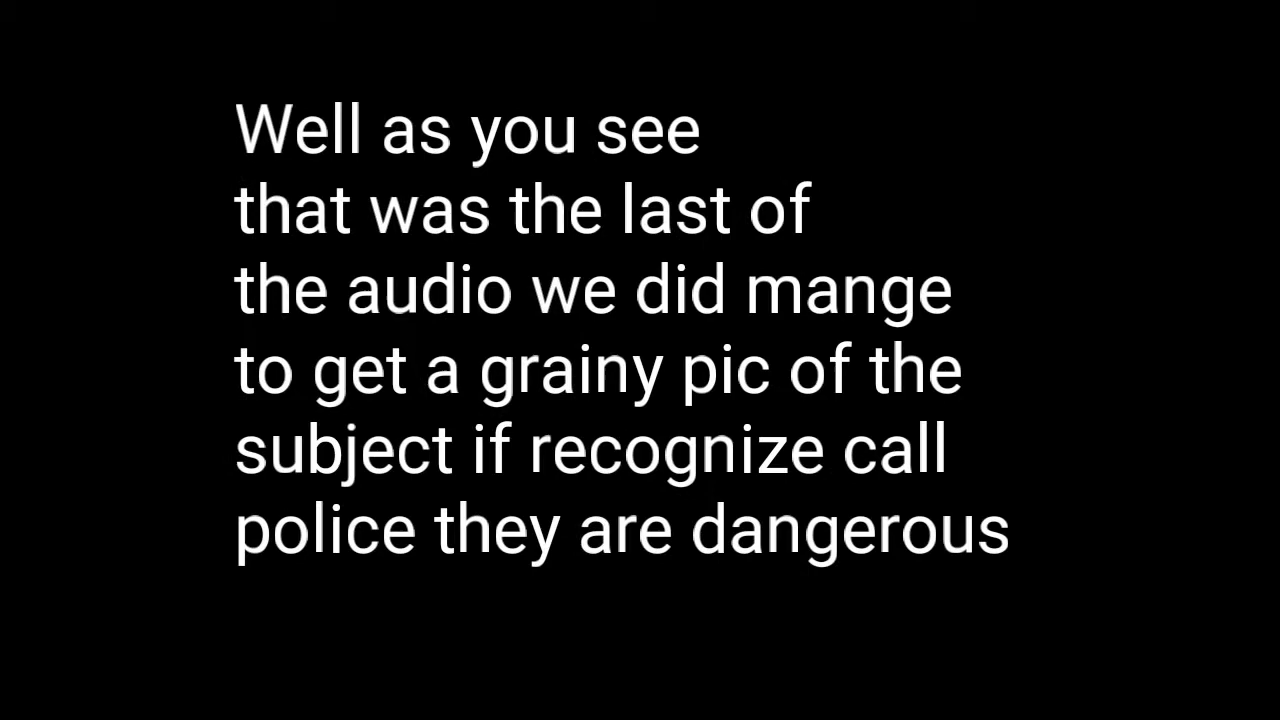 Well as you see
that was the last of
the audio we did mange
to get a grainy pic of the
subject if recognize call
police they are dangerous